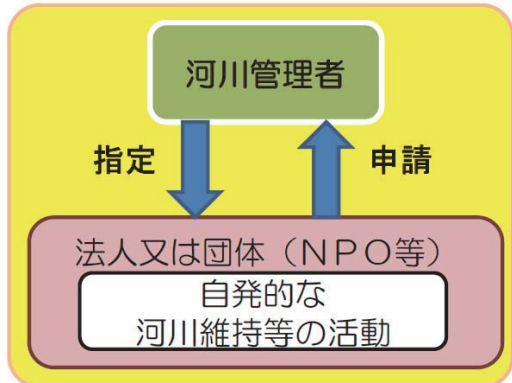 河川管理者
指定
申請
法人又は団体（ＮＰＯ等）
自発的な
河川維持等の活動